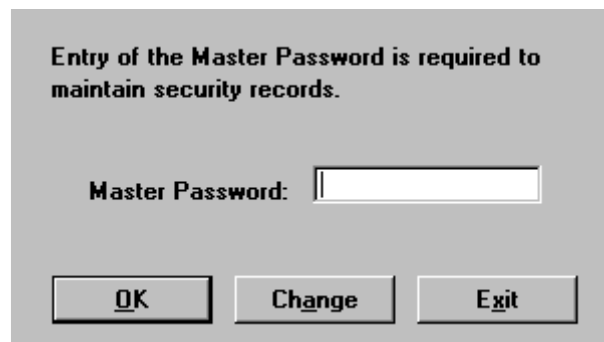 Entry of the Master Password is required to
maintain security records.
Master Password:
OK Change Exit